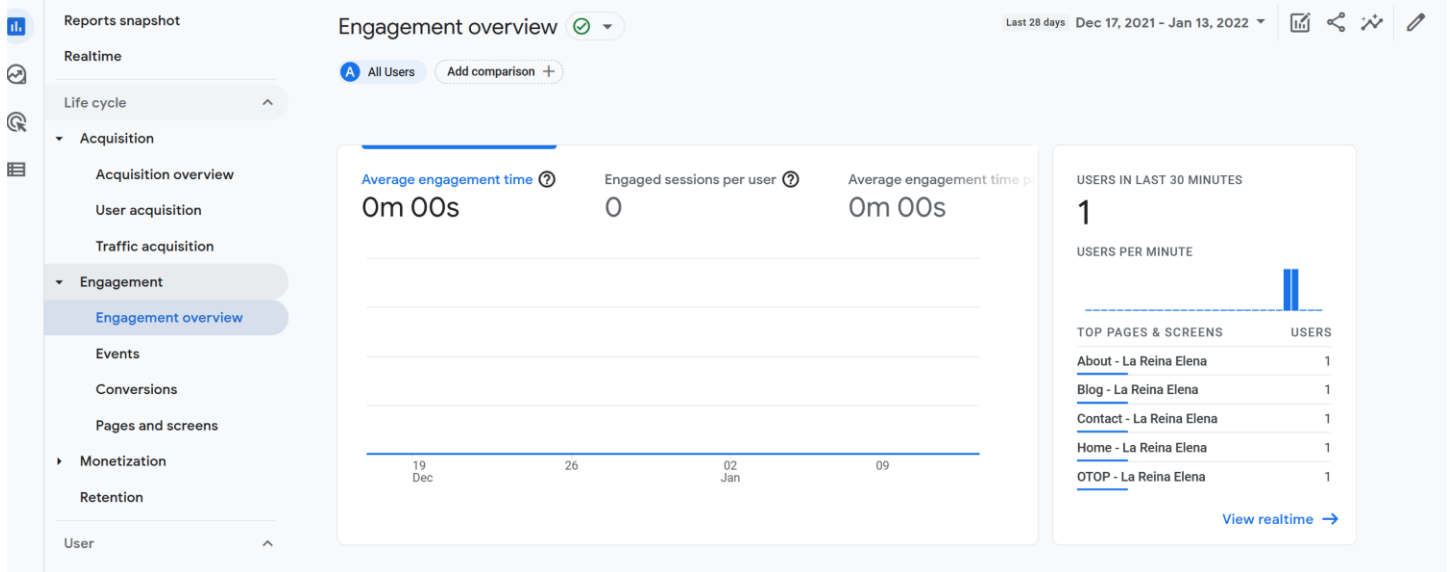 Reports snapshot
Realtime
Life cycle
Acquisition
Acquisition overview
User acquisition
Traffic acquisition
Engagement
Engagement overview
Events
Conversions
Pages and screens
Monetization
Retention
User
Engagement overview
Last 28 days Dec 17, 2021 - Jan 13, 2022
A All Users
Add comparison +
Average engagement time
0m 00s
Engaged sessions per user
0
Average engagement time
0m 00s
19
Dec
26
02
Jan
09
USERS IN LAST 30 MINUTES
1
USERS PER MINUTE
TOP PAGES & SCREENS USERS
About - La Reina Elena 1
Blog - La Reina Elena 1
Contact - La Reina Elena 1
Home - La Reina Elena 1
OTOP - La Reina Elena 1
View realtime